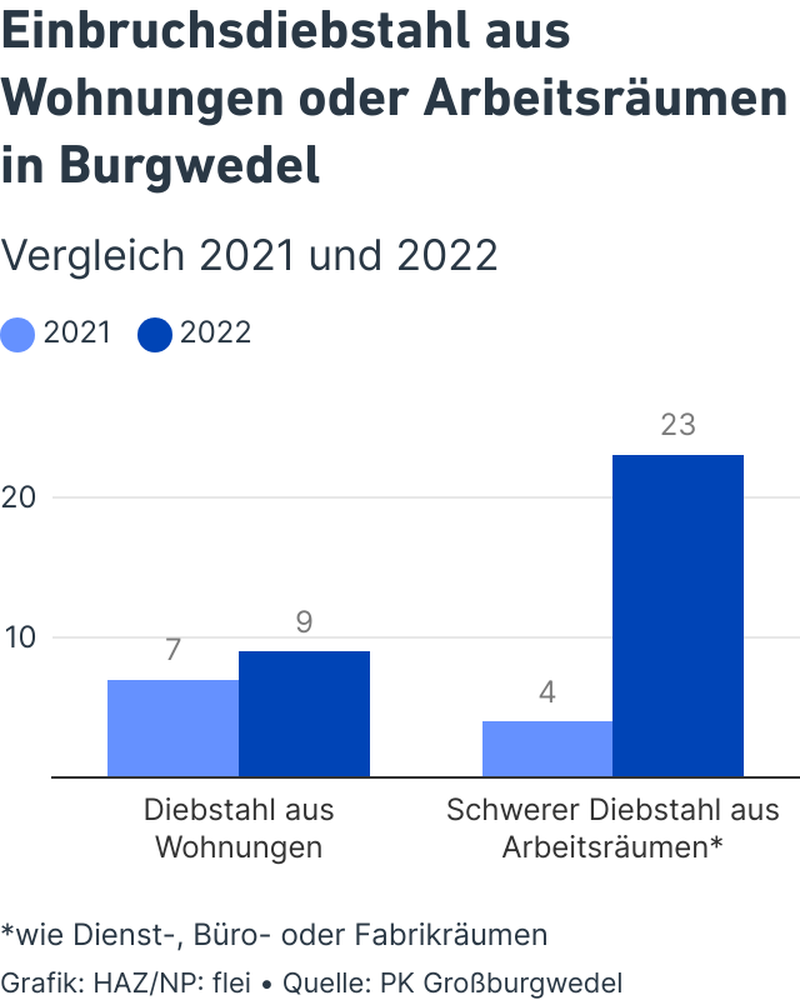 Einbruchsdiebstahl aus
Wohnungen oder Arbeitsräumen
in Burgwedel
Vergleich 2021 und 2022
2021 2022
23
20
9
10
7
4
Diebstahl aus
Wohnungen
Schwerer Diebstahl aus
Arbeitsräumen*
*wie Dienst-, Büro- oder Fabrikräumen
Grafik: HAZ/NP: flei • Quelle: PK Großburgwedel